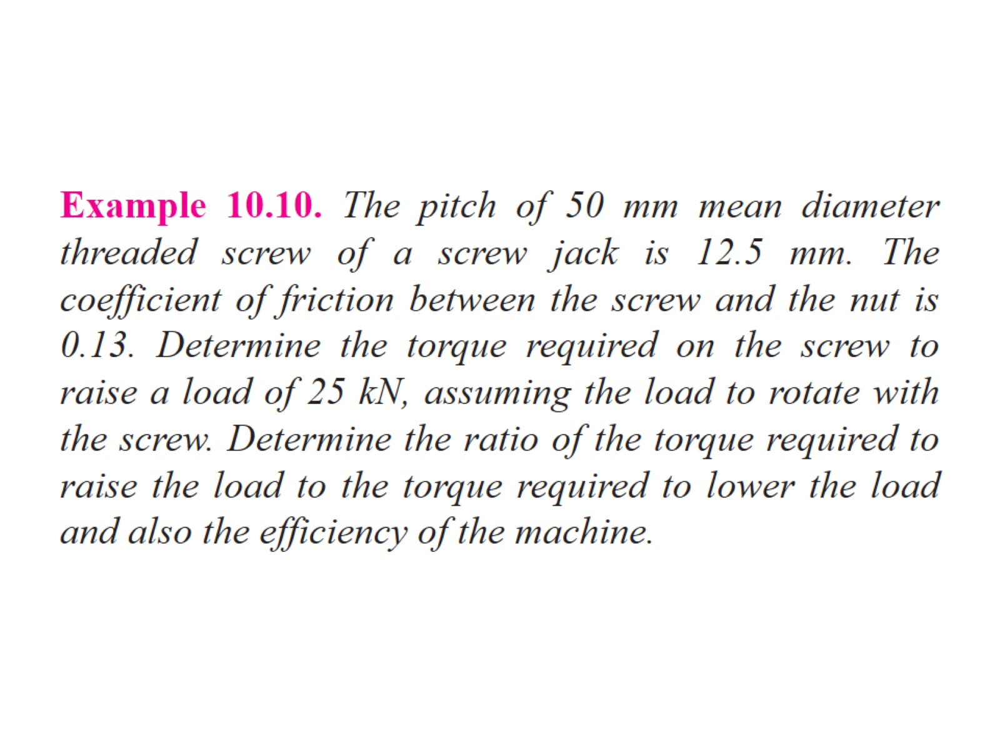 Example 10.10. The pitch of 50 mm mean diameter
threaded screw of a screw jack is 12.5 mm. The
coefficient of friction between the screw and the nut is
0.13. Determine the torque required on the screw to
raise a load of 25 kN, assuming the load to rotate with
the screw. Determine the ratio of the torque required to
raise the load to the torque required to lower the load
and also the efficiency of the machine.